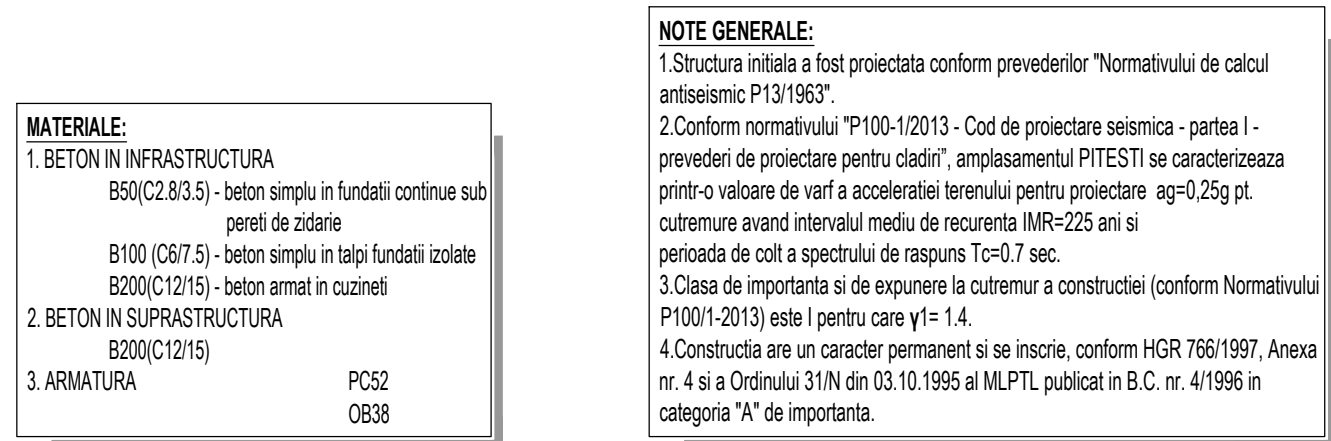 MATERIALE:
1. BETON IN INFRASTRUCTURA
B50(C2.8/3.5) - beton simplu in fundatii continue sub
pereti de zidarie
B100 (C6/7.5) - beton simplu in talpi fundatii izolate
B200(C12/15) - beton armat in cuzineti
2. BETON IN SUPRASTRUCTURA
B200(C12/15)
3. ARMATURA PC52
OB38
NOTE GENERALE:
1.Structura initiala a fost proiectata conform prevederilor "Normativului de calcul
antiseismic P13/1963".
2.Conform normativului "P100-1/2013 - Cod de proiectare seismica - partea I -
prevederi de proiectare pentru cladiri”, amplasamentul PITESTI se caracterizeaza
printr-o valoare de varf a acceleratiei terenului pentru proiectare ag=0,25g pt.
cutremure avand intervalul mediu de recurenta IMR=225 ani si
perioada de colt a spectrului de raspuns Tc=0.7 sec.
3.Clasa de importanta si de expunere la cutremur a constructiei (conform Normativului
P100/1-2013) este I pentru care γ1= 1.4.
4.Constructia are un caracter permanent si se inscrie, conform HGR 766/1997, Anexa
nr. 4 si a Ordinului 31/N din 03.10.1995 al MLPTL publicat in B.C. nr. 4/1996 in
categoria "A" de importanta.